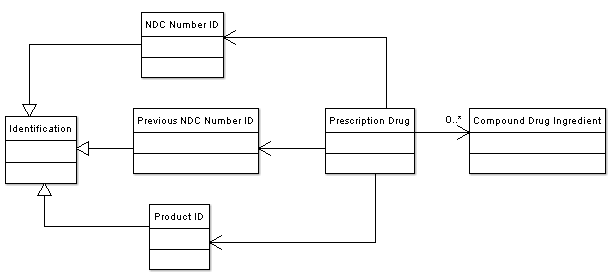 NDC Number ID
Identification
Previous NDC Number ID
Prescription Drug
0..*
Compound Drug Ingredient
Product ID